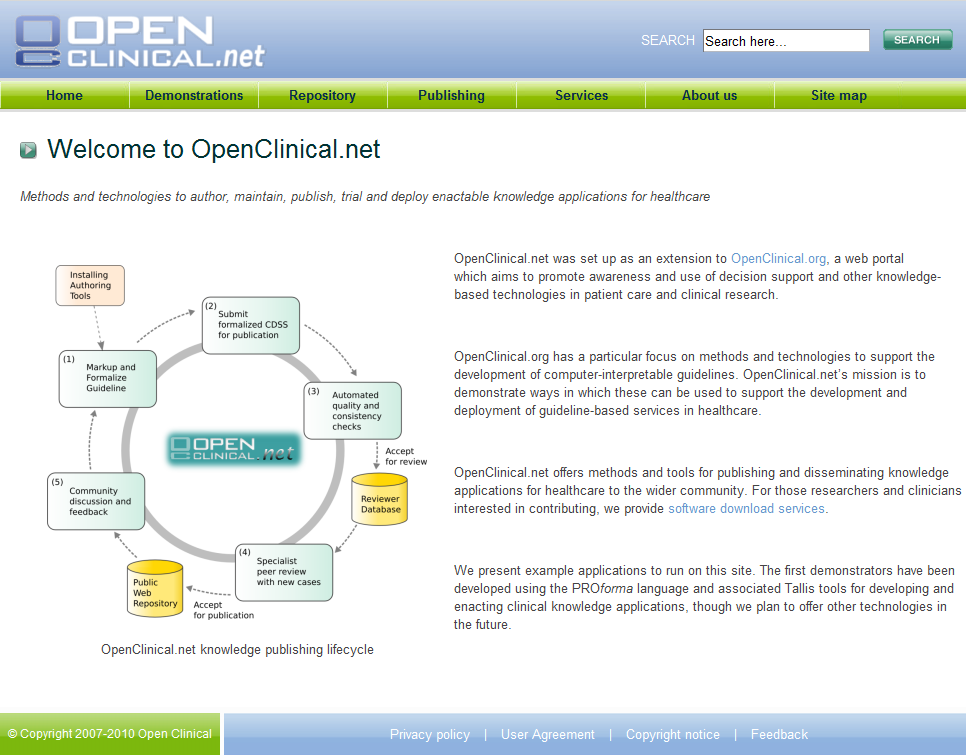 OPEN
CLINICAL.net
SEARCH Search here... SEARCH
Home Demonstrations Repository Publishing Services About us Site map
Welcome to OpenClinical.net
Methods and technologies to author, maintain, publish, trial and deploy enactable knowledge applications for healthcare
Installing
Authoring
Tools
(1)
Markup and
Formalize
Guideline
(2)
Submit
formalized CDSS
for publication
(3)
Automated
quality and
consistency
checks
Accept
for review
Reviewer
Database
(4)
Specialist
peer review
with new cases
Accept
for publication
Public
Web
Repository
(5)
Community
discussion and
feedback
OPEN
CLINICAL.net
OpenClinical.net knowledge publishing lifecycle
OpenClinical.net was set up as an extension to OpenClinical.org, a web portal
which aims to promote awareness and use of decision support and other knowledge-
based technologies in patient care and clinical research.
OpenClinical.org has a particular focus on methods and technologies to support the
development of computer-interpretable guidelines. OpenClinical.net's mission is to
demonstrate ways in which these can be used to support the development and
deployment of guideline-based services in healthcare.
OpenClinical.net offers methods and tools for publishing and disseminating knowledge
applications for healthcare to the wider community. For those researchers and clinicians
interested in contributing, we provide software download services.
We present example applications to run on this site. The first demonstrators have been
developed using the PROforma language and associated Tallis tools for developing and
enacting clinical knowledge applications, though we plan to offer other technologies in
the future.
© Copyright 2007-2010 Open Clinical
Privacy policy | User Agreement | Copyright notice | Feedback